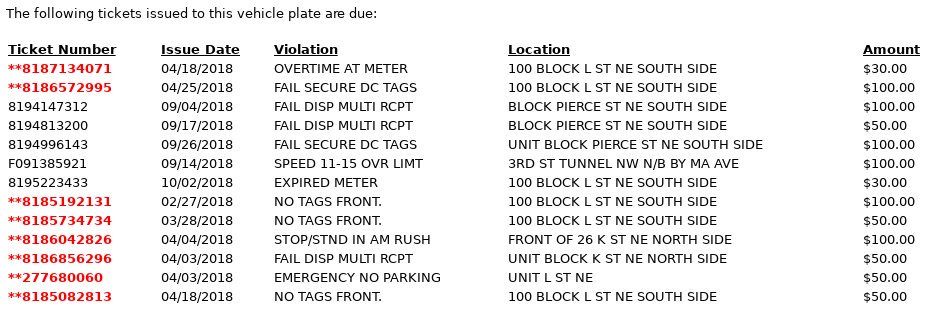 The following tickets issued to this vehicle plate are due:
Ticket Number Issue Date Violation Location Amount
**8187134071 04/18/2018 OVERTIME AT METER 100 BLOCK L ST NE SOUTH SIDE $30.00
**8186572995 04/25/2018 FAIL SECURE DC TAGS 100 BLOCK L ST NE SOUTH SIDE $100.00
8194147312 09/04/2018 FAIL DISP MULTI RCPT BLOCK PIERCE ST NE SOUTH SIDE $100.00
8194813200 09/17/2018 FAIL DISP MULTI RCPT BLOCK PIERCE ST NE SOUTH SIDE $50.00
8194996143 09/26/2018 FAIL SECURE DC TAGS UNIT BLOCK PIERCE ST NE SOUTH SIDE $100.00
F091385921 09/14/2018 SPEED 11-15 OVR LIMT 3RD ST TUNNEL NW N/B BY MA AVE $100.00
8195223433 10/02/2018 EXPIRED METER 100 BLOCK L ST NE SOUTH SIDE $30.00
**8185192131 02/27/2018 NO TAGS FRONT. 100 BLOCK L ST NE SOUTH SIDE $100.00
**8185734734 03/28/2018 NO TAGS FRONT. 100 BLOCK L ST NE SOUTH SIDE $50.00
**8186042826 04/04/2018 STOP/STND IN AM RUSH FRONT OF 26 K ST NE NORTH SIDE $100.00
**8186856296 04/03/2018 FAIL DISP MULTI RCPT UNIT BLOCK K ST NE NORTH SIDE $50.00
**277680060 04/03/2018 EMERGENCY NO PARKING UNIT L ST NE $50.00
**8185082813 04/18/2018 NO TAGS FRONT. 100 BLOCK L ST NE SOUTH SIDE $50.00